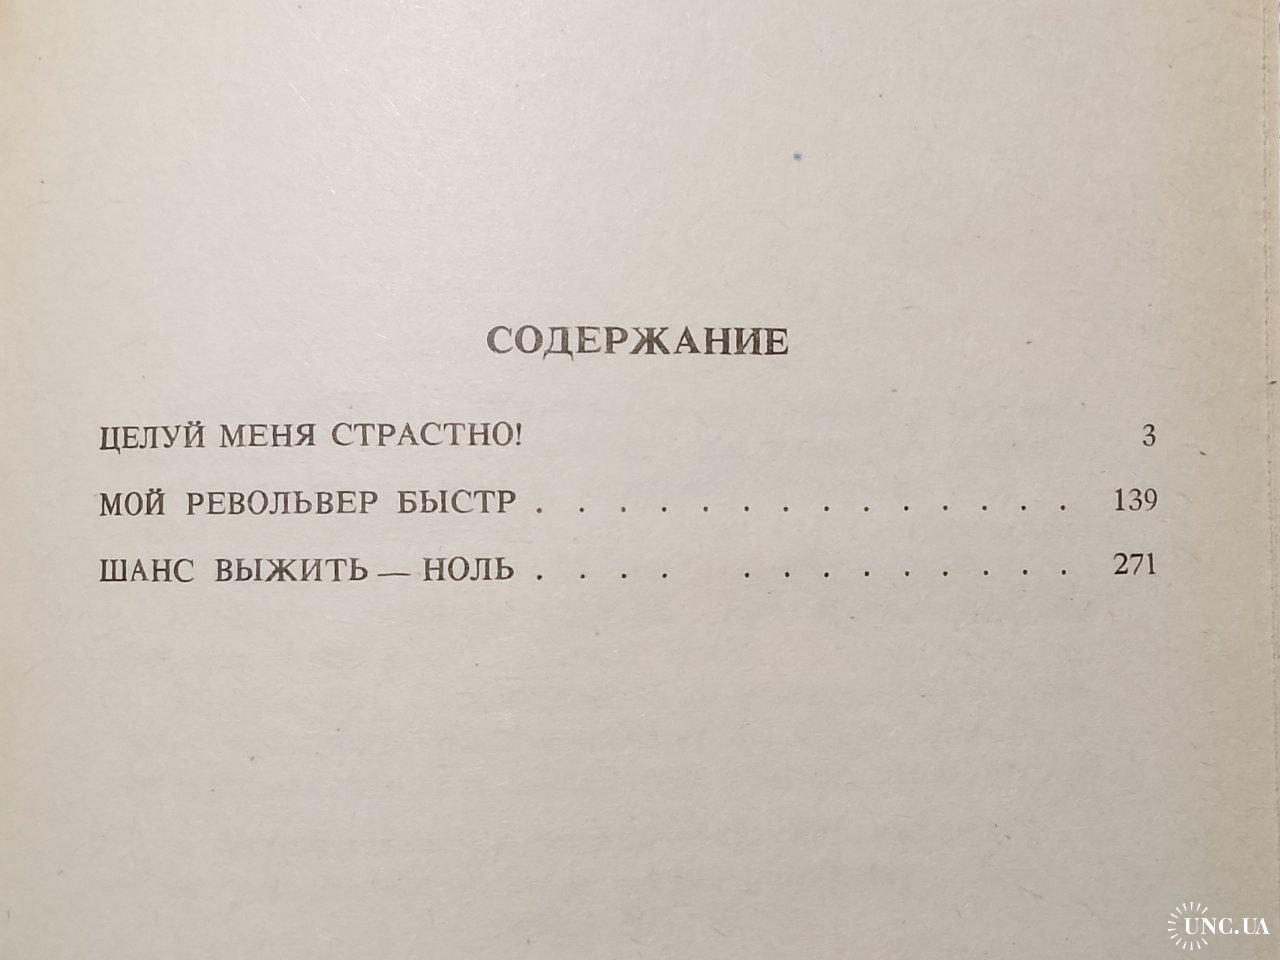 СОДЕРЖАНИЕ
ЦЕЛУЙ МЕНЯ СТРАСТНО! 3
МОЙ РЕВОЛЬВЕР БЫСТР . . . . . . . . . . . . . . 139
ШАНС ВЫЖИТЬ — НОЛЬ . . . . . . . . . . . . . 271
UNC.UA